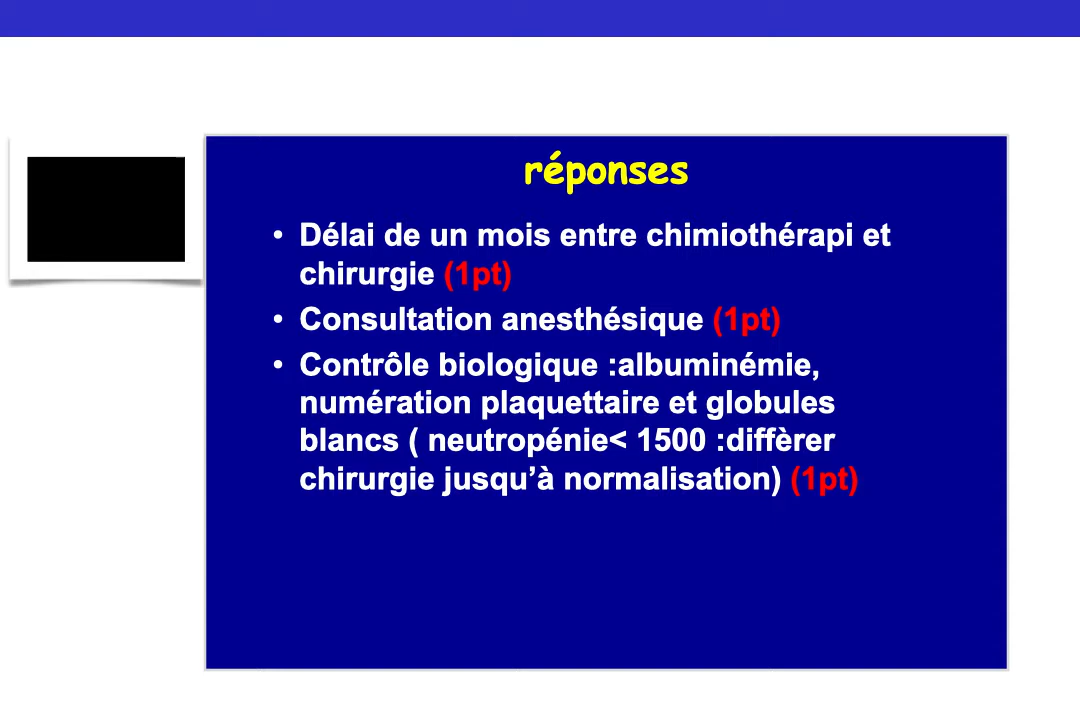 réponses
• Délai de un mois entre chimiothérapi et
chirurgie (1pt)
• Consultation anesthésique (1pt)
• Contrôle biologique :albuminémie,
numération plaquettaire et globules
blancs ( neutropénie< 1500 :diffèrer
chirurgie jusqu’à normalisation) (1pt)